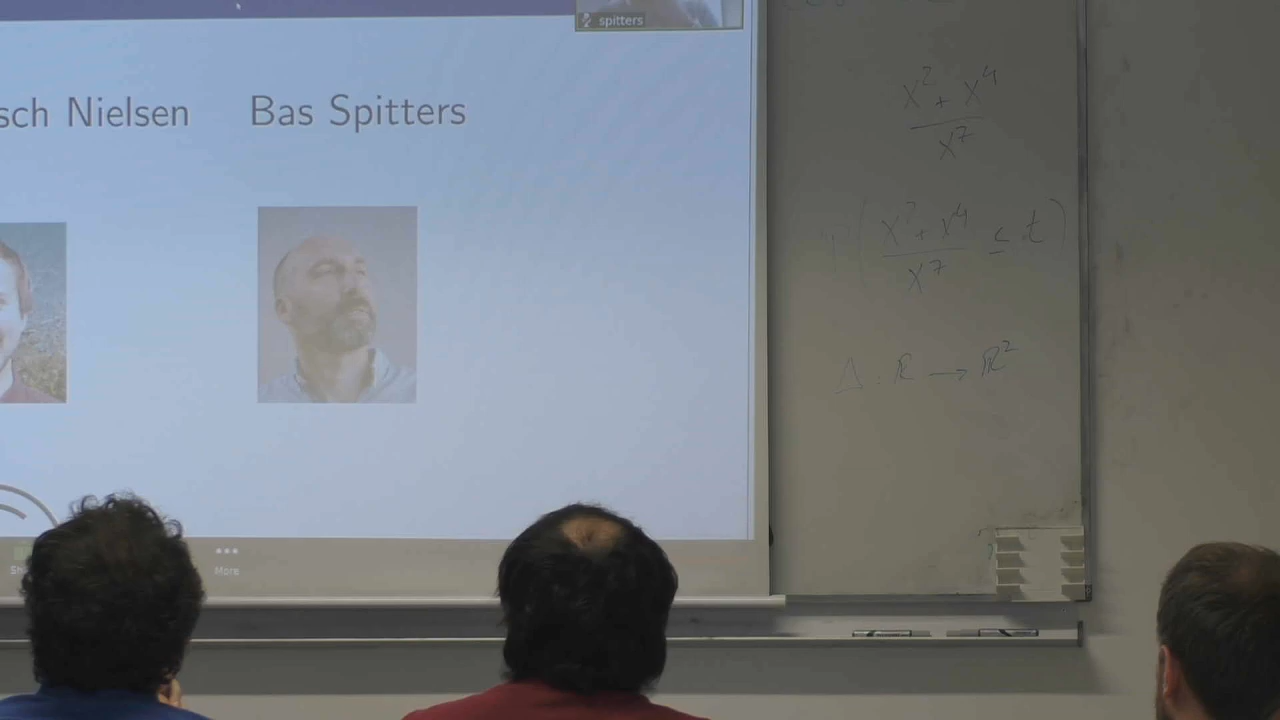 spitters
sch Nielsen
Bas Spitters
More
x² + x⁴
x⁷
( x² + x⁴ ≤ t )
x⁷
Δ : ℝ → ℝ²